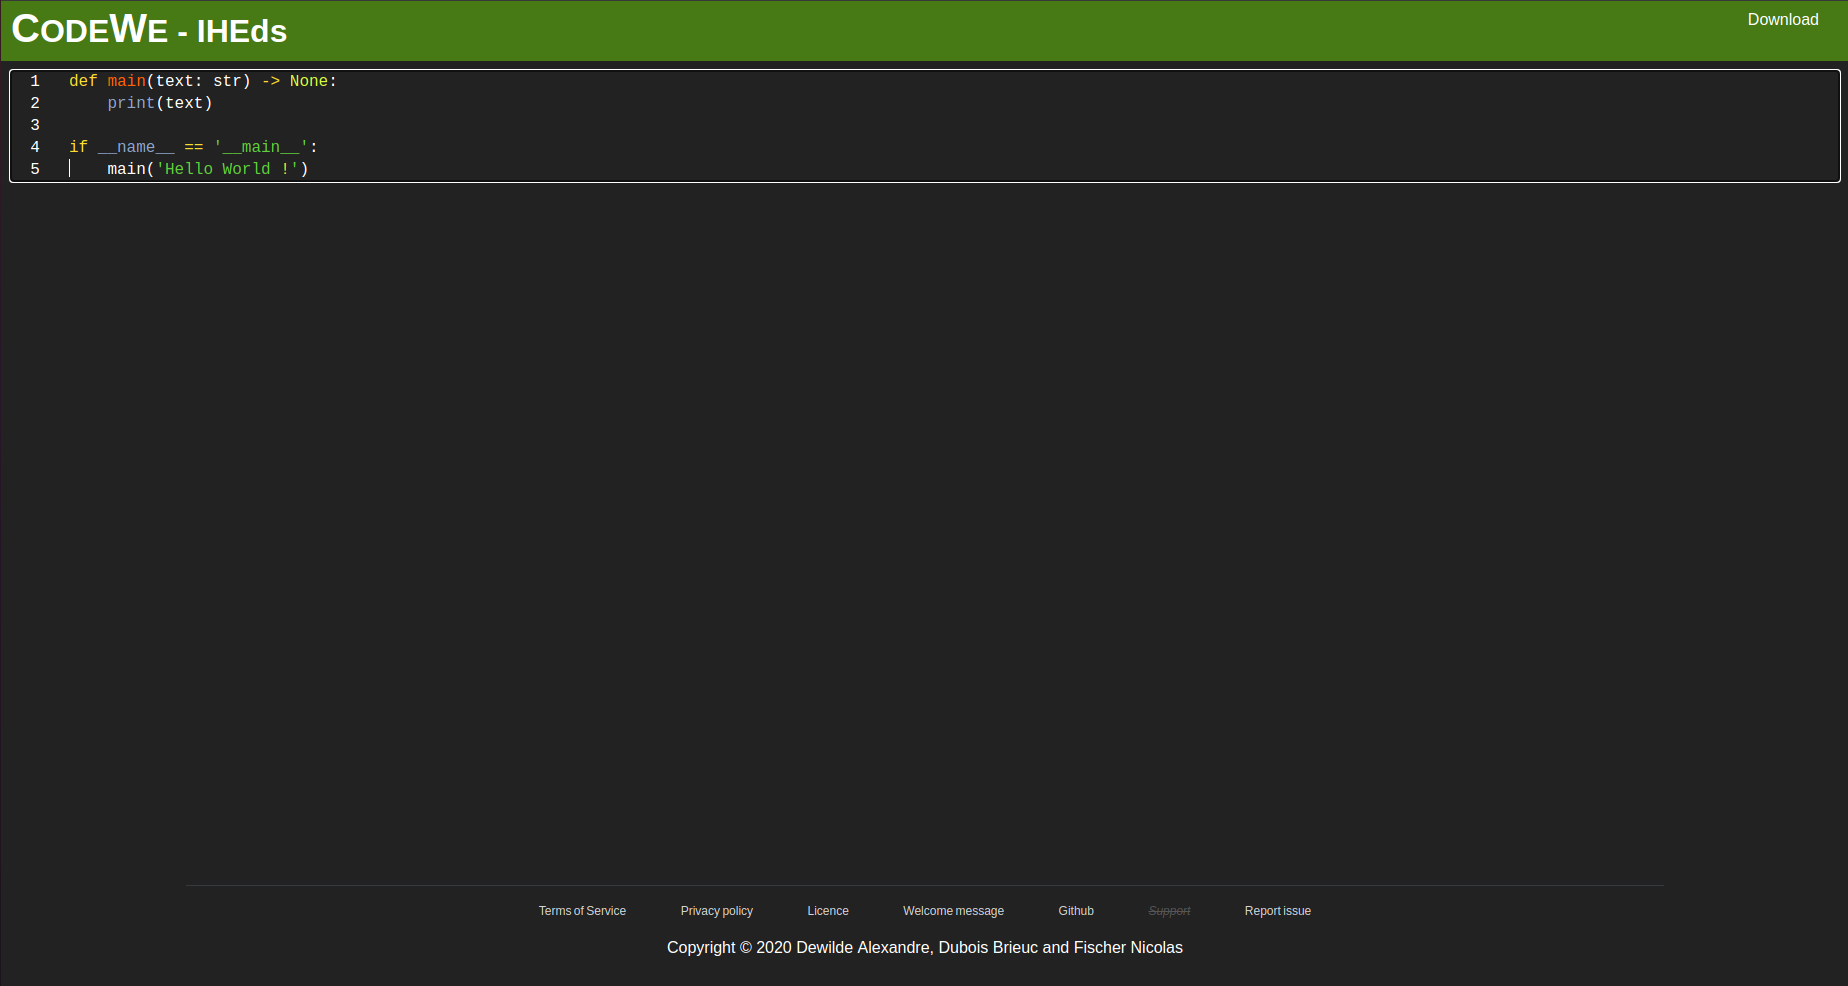 CODEWE - IHEds
Download
1 def main(text: str) -> None:
2     print(text)
3
4 if __name__ == '__main__':
5     main('Hello World !')
Terms of Service Privacy policy Licence Welcome message Github Support Report issue
Copyright © 2020 Dewilde Alexandre, Dubois Brieuc and Fischer Nicolas